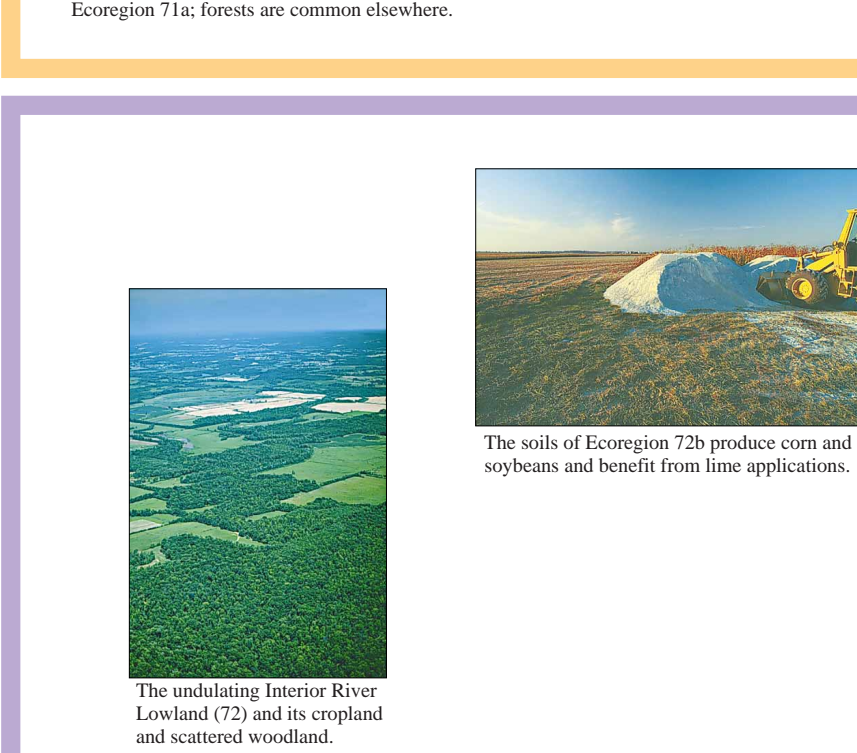 Ecoregion 71a; forests are common elsewhere.
The soils of Ecoregion 72b produce corn and
soybeans and benefit from lime applications.
The undulating Interior River
Lowland (72) and its cropland
and scattered woodland.